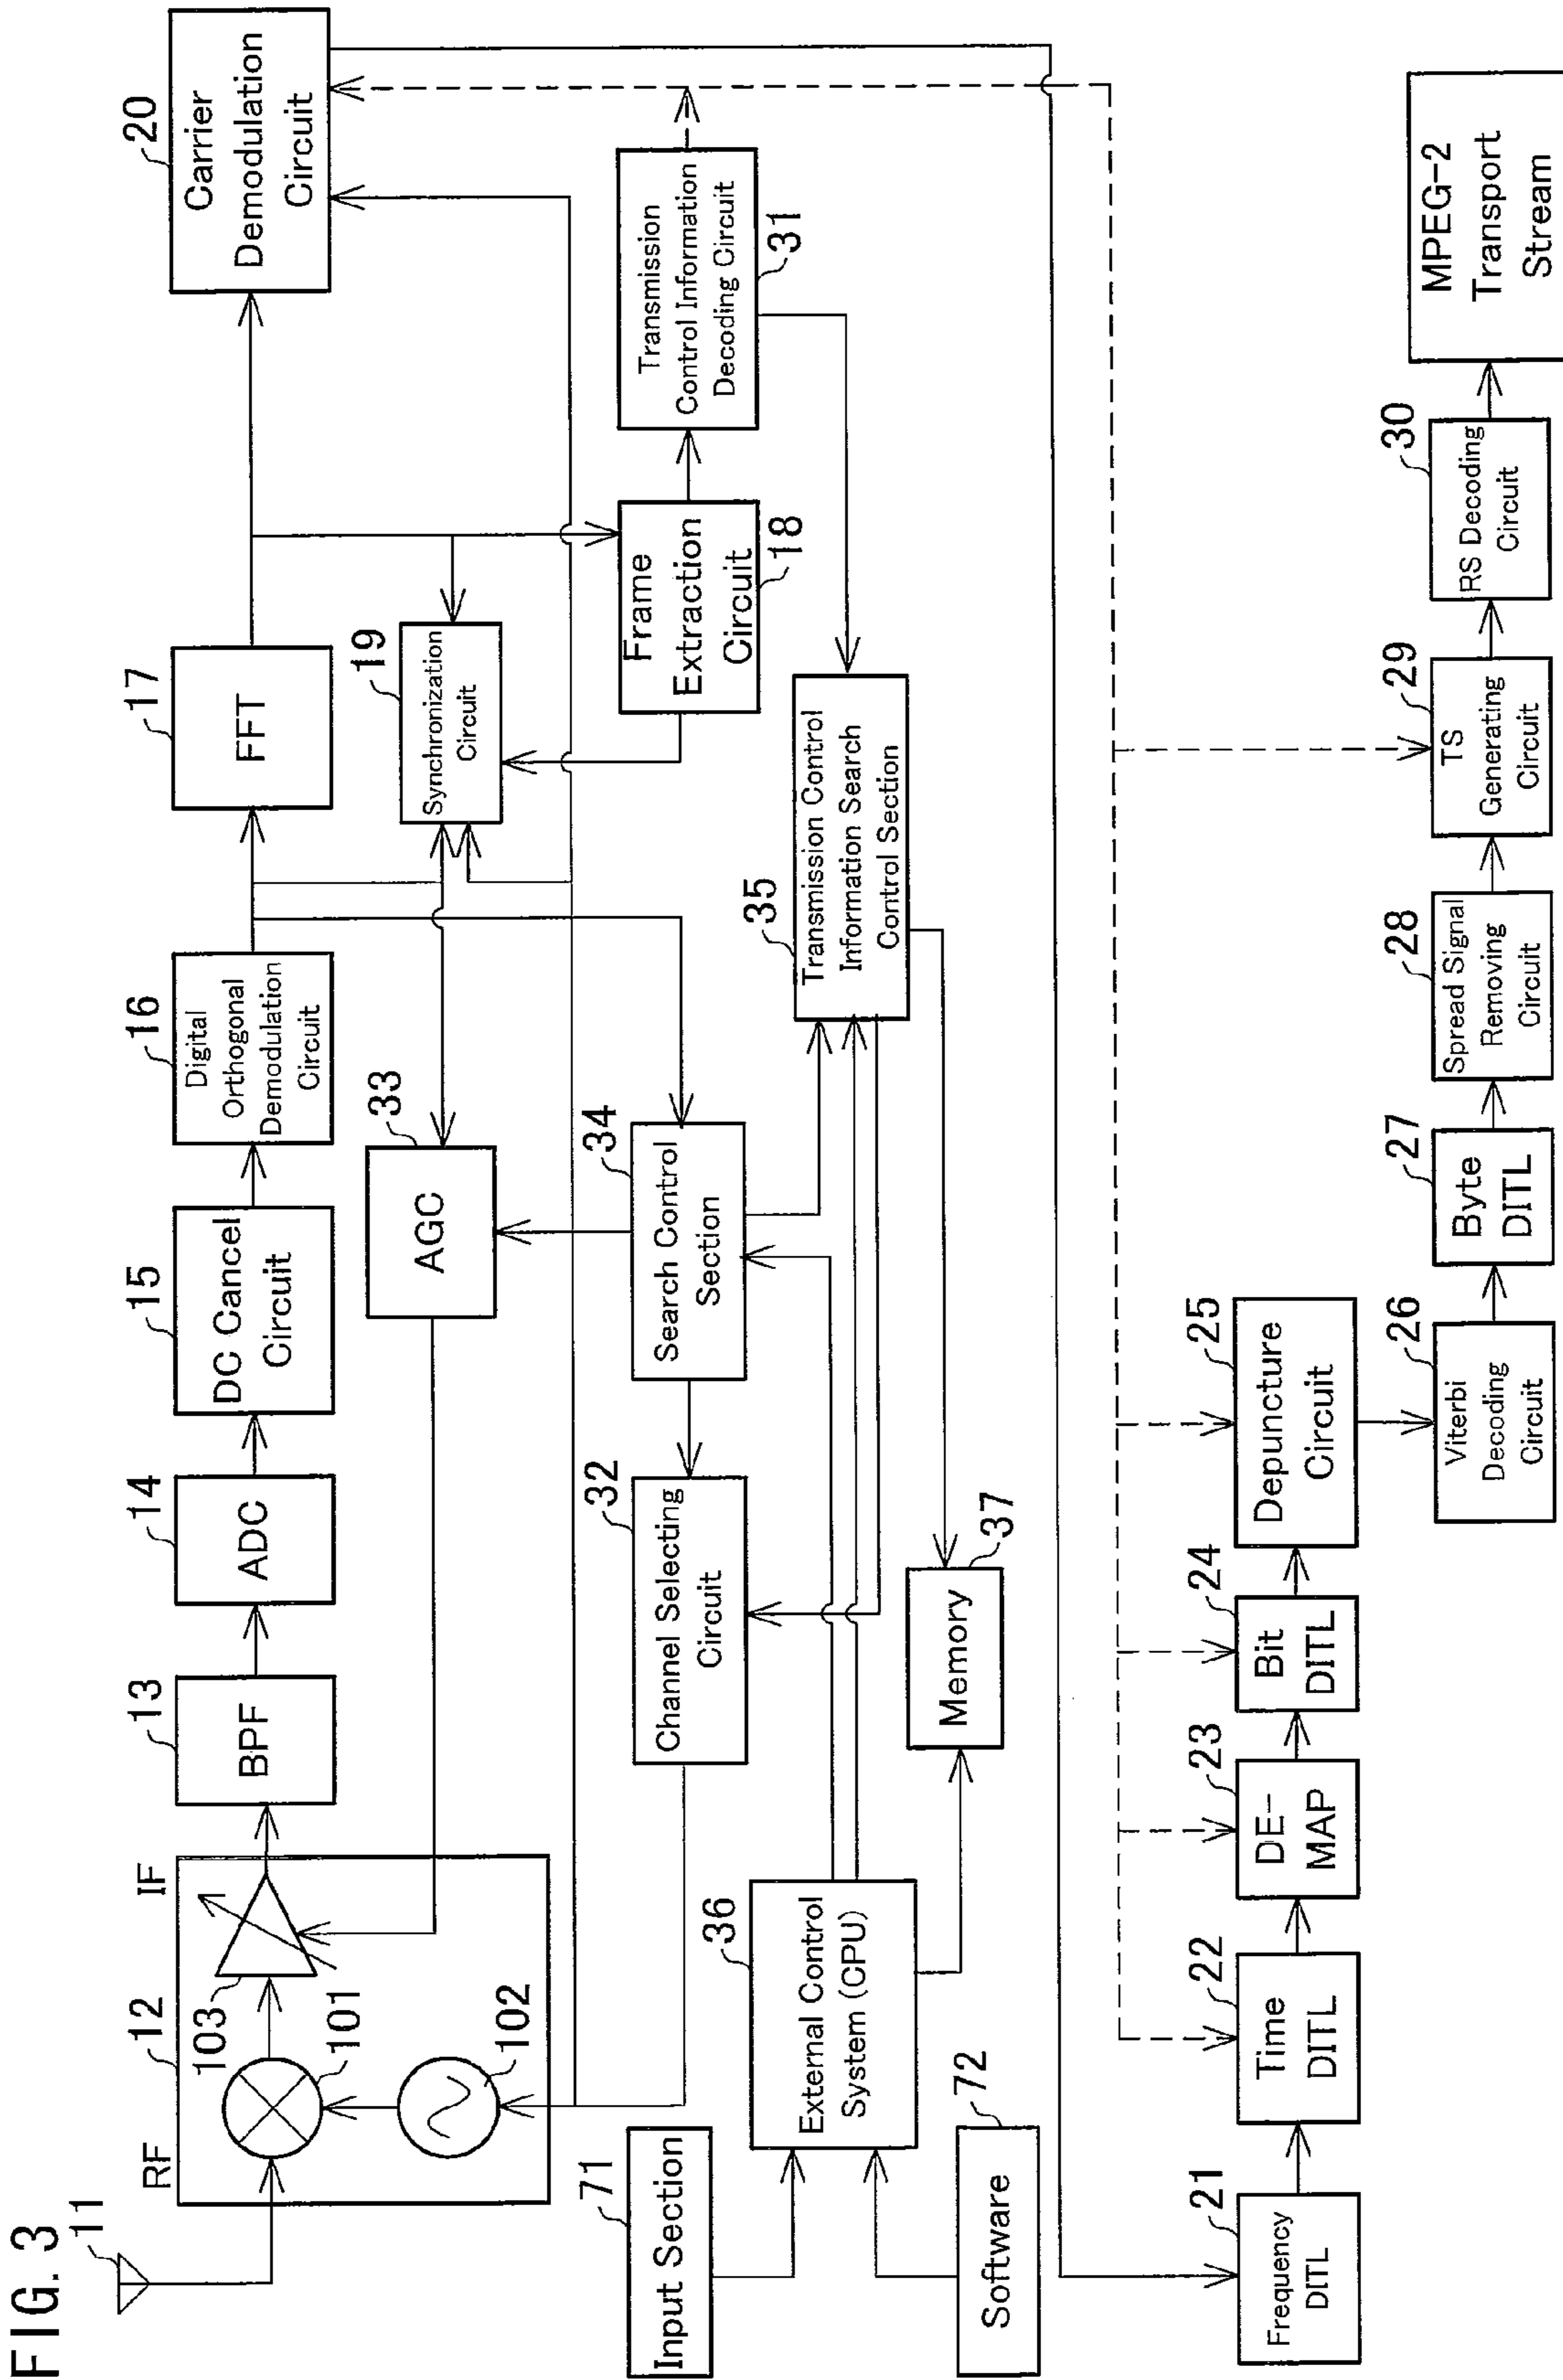 FIG. 3
11
RF
12
IF
103
101
102
13
BPF
14
ADC
15
DC Cancel
Circuit
16
Digital
Orthogonal
Demodulation
Circuit
17
FFT
20
Carrier
Demodulation
Circuit
33
AGC
19
Synchronization
Circuit
32
Channel Selecting
Circuit
34
Search Control
Section
Frame
Extraction
Circuit
18
Transmission
Control Information
Decoding Circuit
31
71
Input Section
36
External Control
System (CPU)
72
Software
Memory
37
35
Transmission Control
Information Search
Control Section
21
Frequency
DITL
22
Time
DITL
23
DE-
MAP
24
Bit
DITL
25
Depuncture
Circuit
26
Viterbi
Decoding
Circuit
27
Byte
DITL
28
Spread Signal
Removing
Circuit
29
TS
Generating
Circuit
30
RS Decoding
Circuit
MPEG-2
Transport
Stream